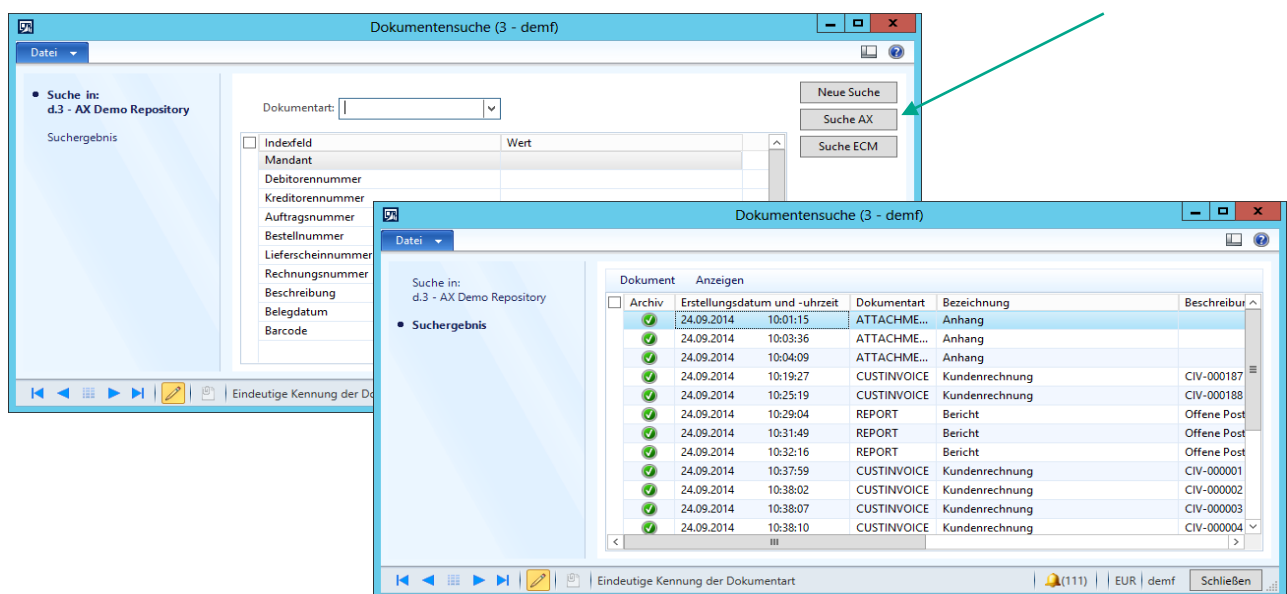 Dokumentensuche (3 - demf)
Datei
Suche in:
d.3 - AX Demo Repository
Suchergebnis
Dokumentart:
Neue Suche
Suche AX
Suche ECM
Indexfeld Wert
Mandant
Debitorennummer
Kreditorennummer
Auftragsnummer
Bestellnummer
Lieferscheinnummer
Rechnungsnummer
Beschreibung
Belegdatum
Barcode
Eindeutige Kennung der Do
Dokumentensuche (3 - demf)
Datei
Suche in:
d.3 - AX Demo Repository
Suchergebnis
Dokument Anzeigen
Archiv Erstellungsdatum und -uhrzeit Dokumentart Bezeichnung Beschreibur
24.09.2014 10:01:15 ATTACHME... Anhang
24.09.2014 10:03:36 ATTACHME... Anhang
24.09.2014 10:04:09 ATTACHME... Anhang
24.09.2014 10:19:27 CUSTINVOICE Kundenrechnung CIV-000187
24.09.2014 10:25:19 CUSTINVOICE Kundenrechnung CIV-000188
24.09.2014 10:29:04 REPORT Bericht Offene Post
24.09.2014 10:31:49 REPORT Bericht Offene Post
24.09.2014 10:32:16 REPORT Bericht Offene Post
24.09.2014 10:37:59 CUSTINVOICE Kundenrechnung CIV-000001
24.09.2014 10:38:02 CUSTINVOICE Kundenrechnung CIV-000002
24.09.2014 10:38:07 CUSTINVOICE Kundenrechnung CIV-000003
24.09.2014 10:38:10 CUSTINVOICE Kundenrechnung CIV-000004
Eindeutige Kennung der Dokumentart (111) EUR demf Schließen